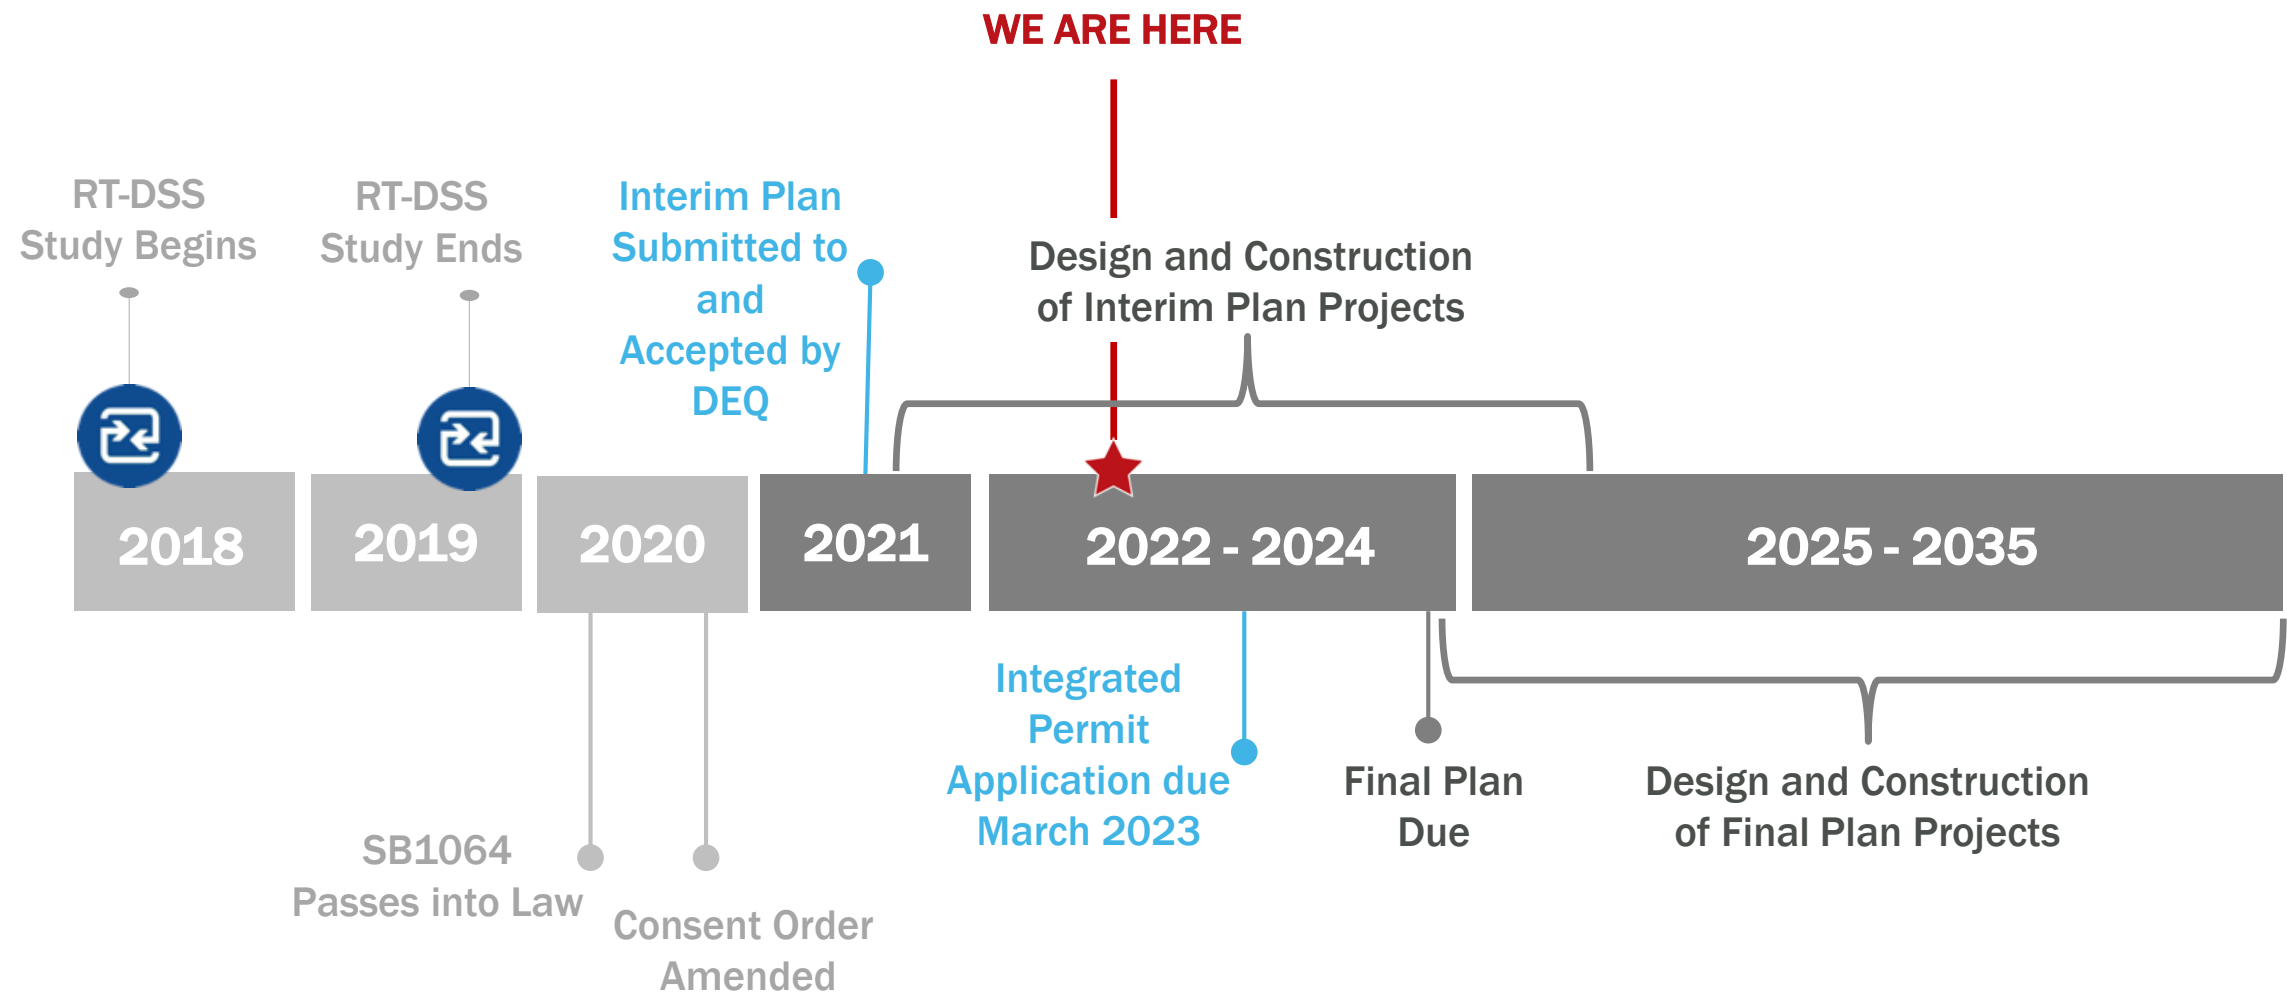 WE ARE HERE
RT-DSS
Study Begins
RT-DSS
Study Ends
Interim Plan
Submitted to
and
Accepted by
DEQ
Design and Construction
of Interim Plan Projects
2018
2019
2020
2021
2022 - 2024
2025 - 2035
SB1064
Passes into Law
Consent Order
Amended
Integrated
Permit
Application due
March 2023
Final Plan
Due
Design and Construction
of Final Plan Projects